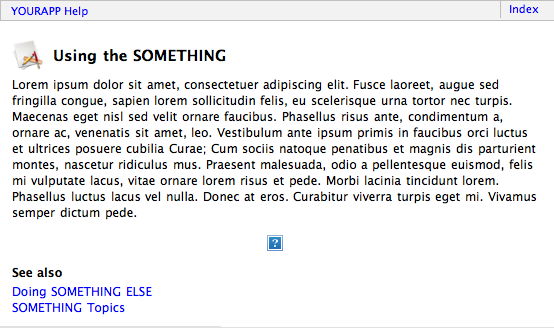 YOURAPP Help
Index
Using the SOMETHING
Lorem ipsum dolor sit amet, consectetuer adipiscing elit. Fusce laoreet, augue sed
fringilla congue, sapien lorem sollicitudin felis, eu scelerisque urna tortor nec turpis.
Maecenas eget nisl sed velit ornare faucibus. Phasellus risus ante, condimentum a,
ornare ac, venenatis sit amet, leo. Vestibulum ante ipsum primis in faucibus orci luctus
et ultrices posuere cubilia Curae; Cum sociis natoque penatibus et magnis dis parturient
montes, nascetur ridiculus mus. Praesent malesuada, odio a pellentesque euismod, felis
mi vulputate lacus, vitae ornare lorem risus et pede. Morbi lacinia tincidunt lorem.
Phasellus luctus lacus vel nulla. Donec at eros. Curabitur viverra turpis eget mi. Vivamus
semper dictum pede.
?
See also
Doing SOMETHING ELSE
SOMETHING Topics